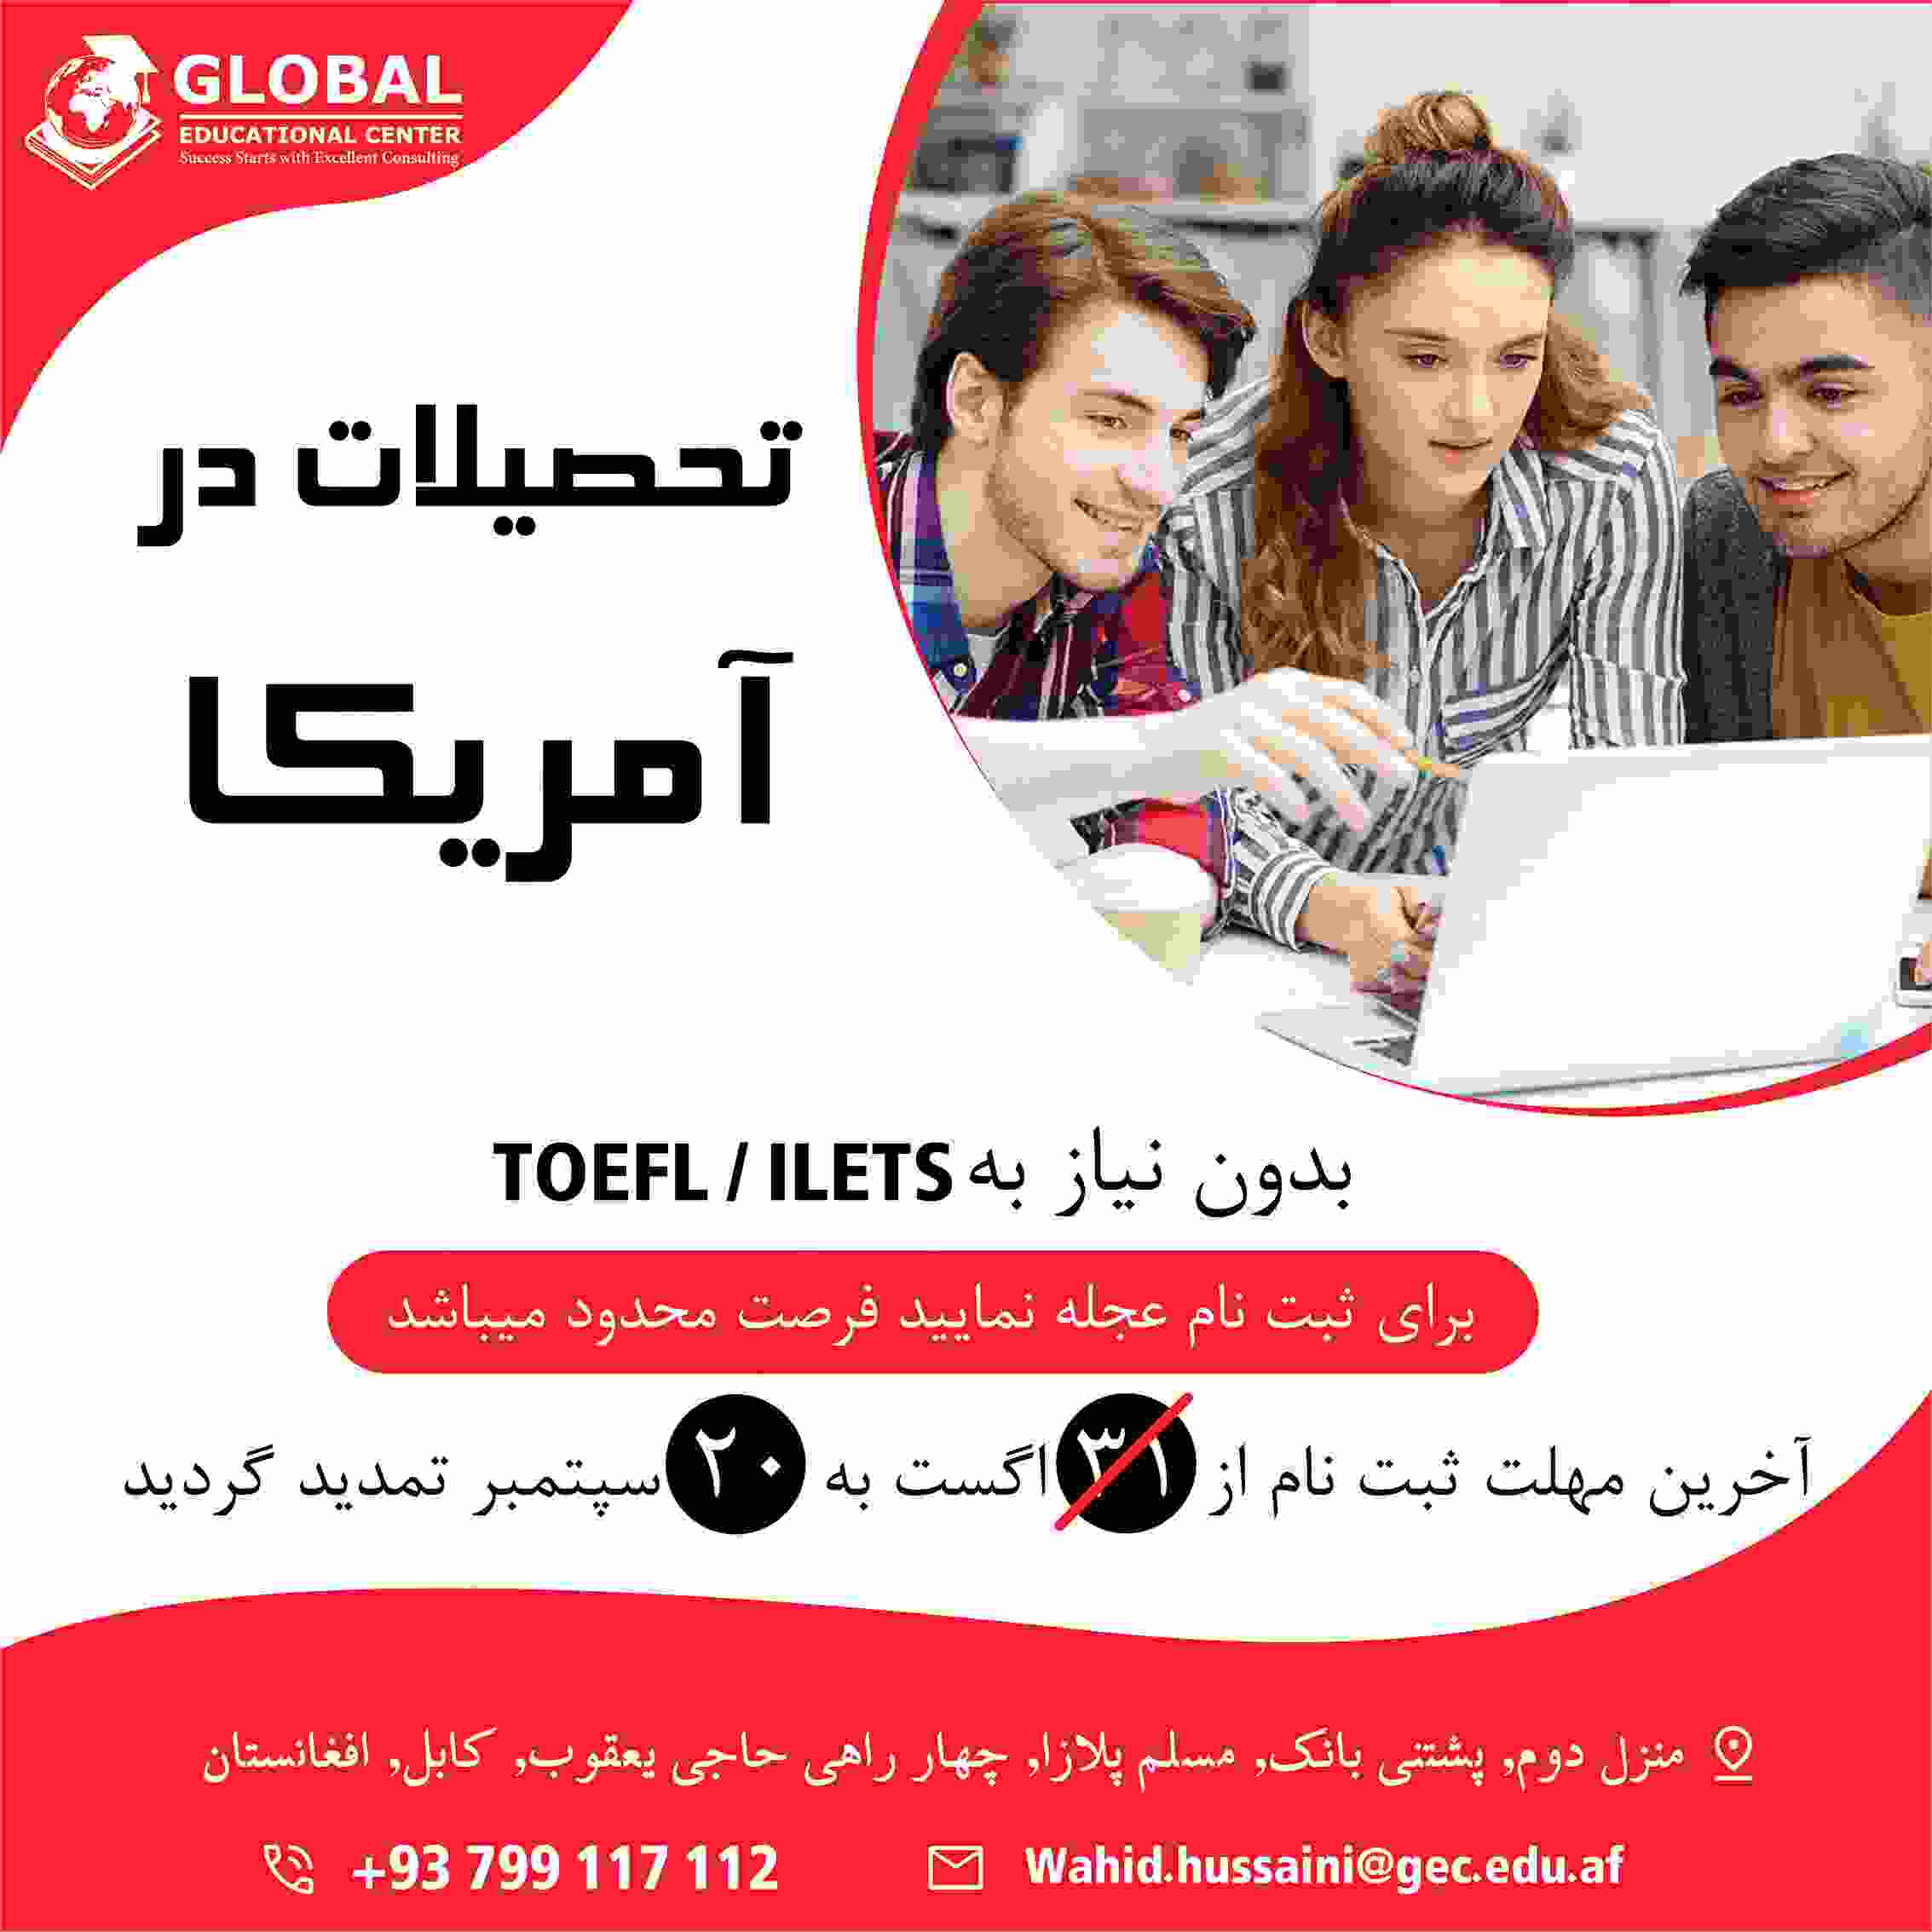 GLOBAL
EDUCATIONAL CENTER
Success Starts with Excellent Consulting
تحصیلات در
آمریکا
بدون نیاز به TOEFL / ILETS
برای ثبت نام عجله نمایید فرصت محدود میباشد
آخرین مهلت ثبت نام از ۳۱ اگست به ۲۰ سپتمبر تمدید گردید
منزل دوم, پشتنی بانک, مسلم پلازا, چهار راهی حاجی یعقوب, کابل, افغانستان
+93 799 117 112
Wahid.hussaini@gec.edu.af